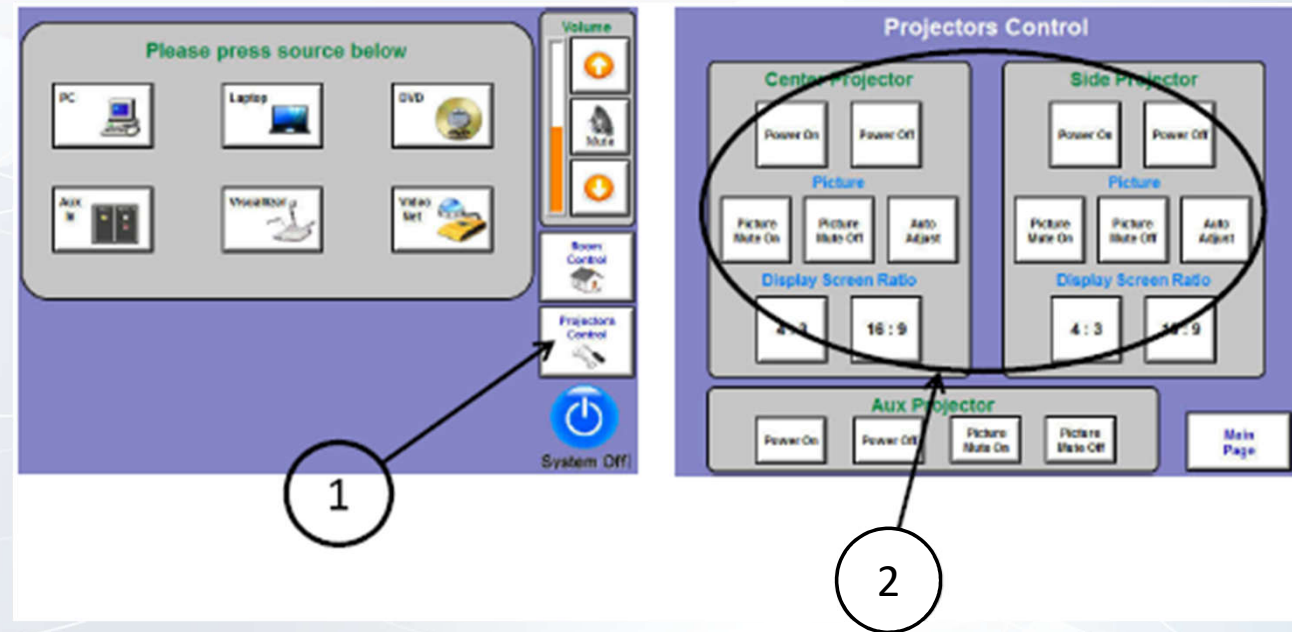 Please press source below
PC
Laptop
DVD
Aux
In
Visualizer
Video
Net
Volume
Mute
Room
Control
Projectors
Control
System Off
1
Projectors Control
Center Projector
Power On
Power Off
Picture
Picture
Mute On
Picture
Mute Off
Auto
Adjust
Display Screen Ratio
4 : 3
16 : 9
Side Projector
Power On
Power Off
Picture
Picture
Mute On
Picture
Mute Off
Auto
Adjust
Display Screen Ratio
4 : 3
16 : 9
Aux Projector
Power On
Power Off
Picture
Mute On
Picture
Mute Off
Main
Page
2